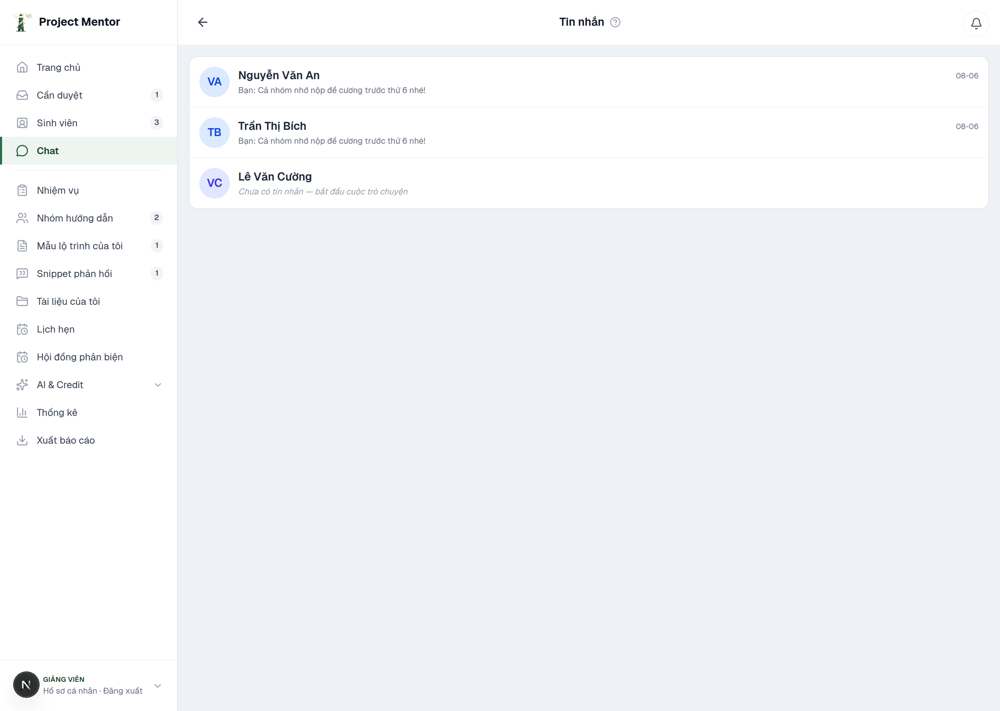 Project Mentor
Tin nhắn
Trang chủ
Cần duyệt 1
Sinh viên 3
Chat
Nhiệm vụ
Nhóm hướng dẫn 2
Mẫu lộ trình của tôi 1
Snippet phản hồi 1
Tài liệu của tôi
Lịch hẹn
Hội đồng phản biện
AI & Credit
Thống kê
Xuất báo cáo
N
GIẢNG VIÊN
Hồ sơ cá nhân · Đăng xuất
VA
Nguyễn Văn An 08-06
Bạn: Cả nhóm nhớ nộp đề cương trước thứ 6 nhé!
TB
Trần Thị Bích 08-06
Bạn: Cả nhóm nhớ nộp đề cương trước thứ 6 nhé!
VC
Lê Văn Cường
Chưa có tin nhắn — bắt đầu cuộc trò chuyện